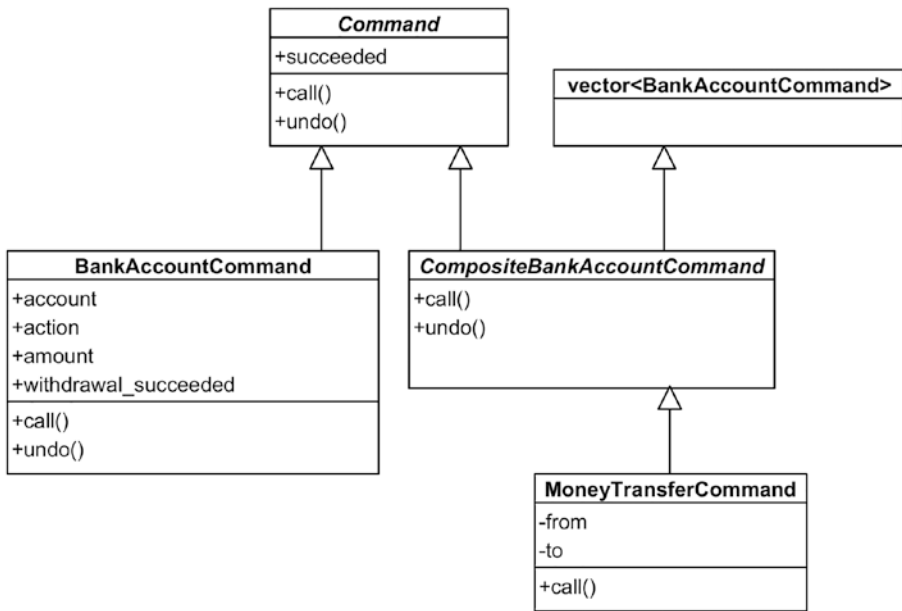 Command
+succeeded
+call()
+undo()
vector<BankAccountCommand>
BankAccountCommand
+account
+action
+amount
+withdrawal_succeeded
+call()
+undo()
CompositeBankAccountCommand
+call()
+undo()
MoneyTransferCommand
-from
-to
+call()